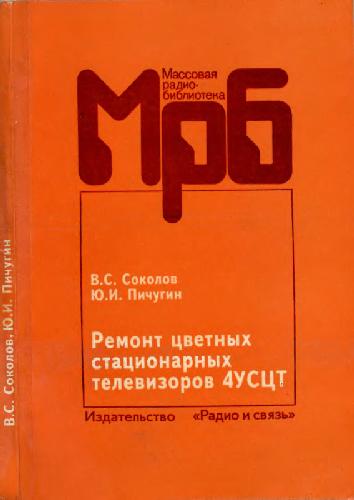 Массовая
радио-
библиотека
Мрб
В.С. Соколов
Ю.И. Пичугин
Ремонт цветных
стационарных
телевизоров 4УСЦТ
Издательство «Радио и связь»
В.С. Соколов, Ю.И. Пичугин